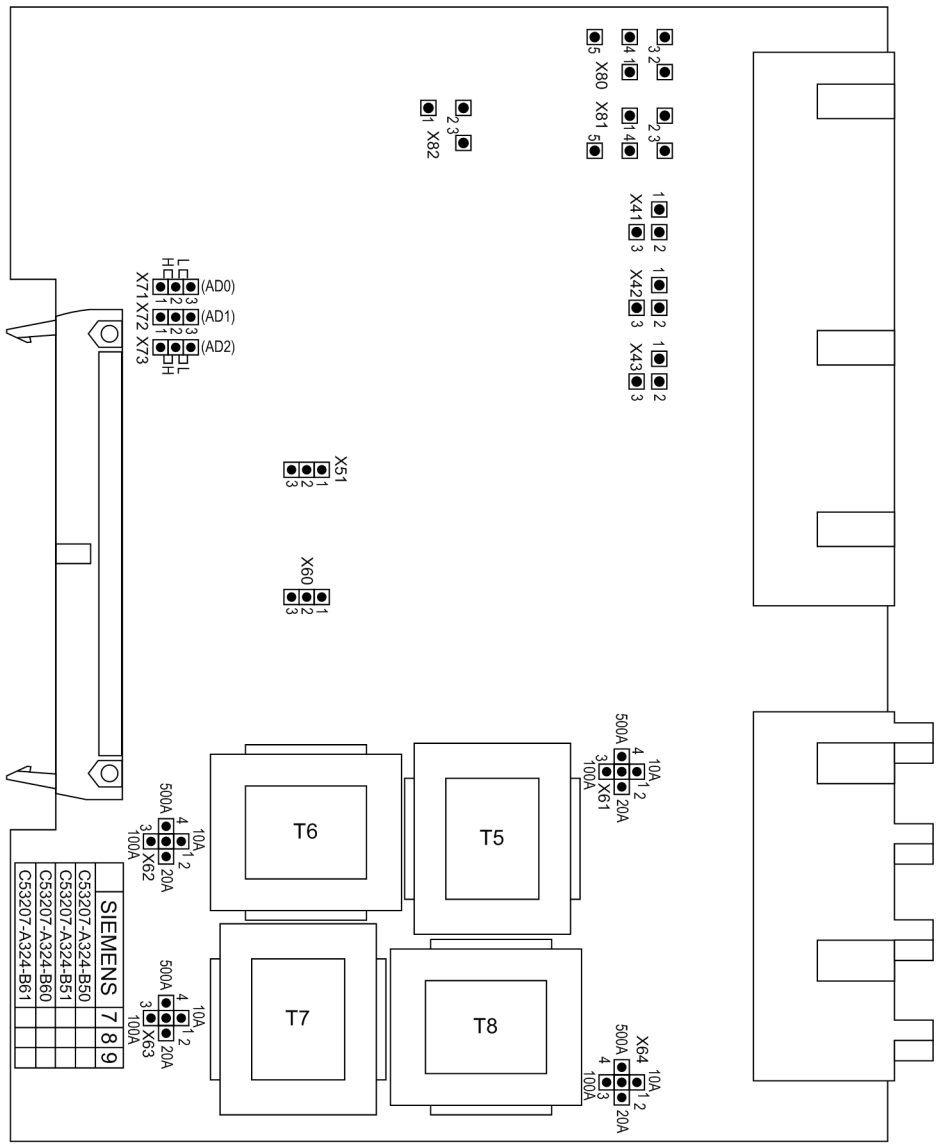 5
4
3
1
2
X80
X81
1
2
5
4
3
1
2
3
X82
X41
1
2
3
X42
1
2
3
X43
1
2
3
H
L
X71
1
2
3
(AD0)
X72
1
2
3
(AD1)
X73
(AD2)
H
L
X51
3
2
1
X60
3
2
1
500A
4
10A
3
1
2
100A
X61
20A
T6
T5
500A
4
10A
3
1
2
100A
X62
20A
500A
4
10A
3
1
2
100A
X63
20A
T7
T8
X64
500A
4
10A
3
1
2
100A
20A
SIEMENS 7 8 9
C53207-A324-B50
C53207-A324-B51
C53207-A324-B60
C53207-A324-B61